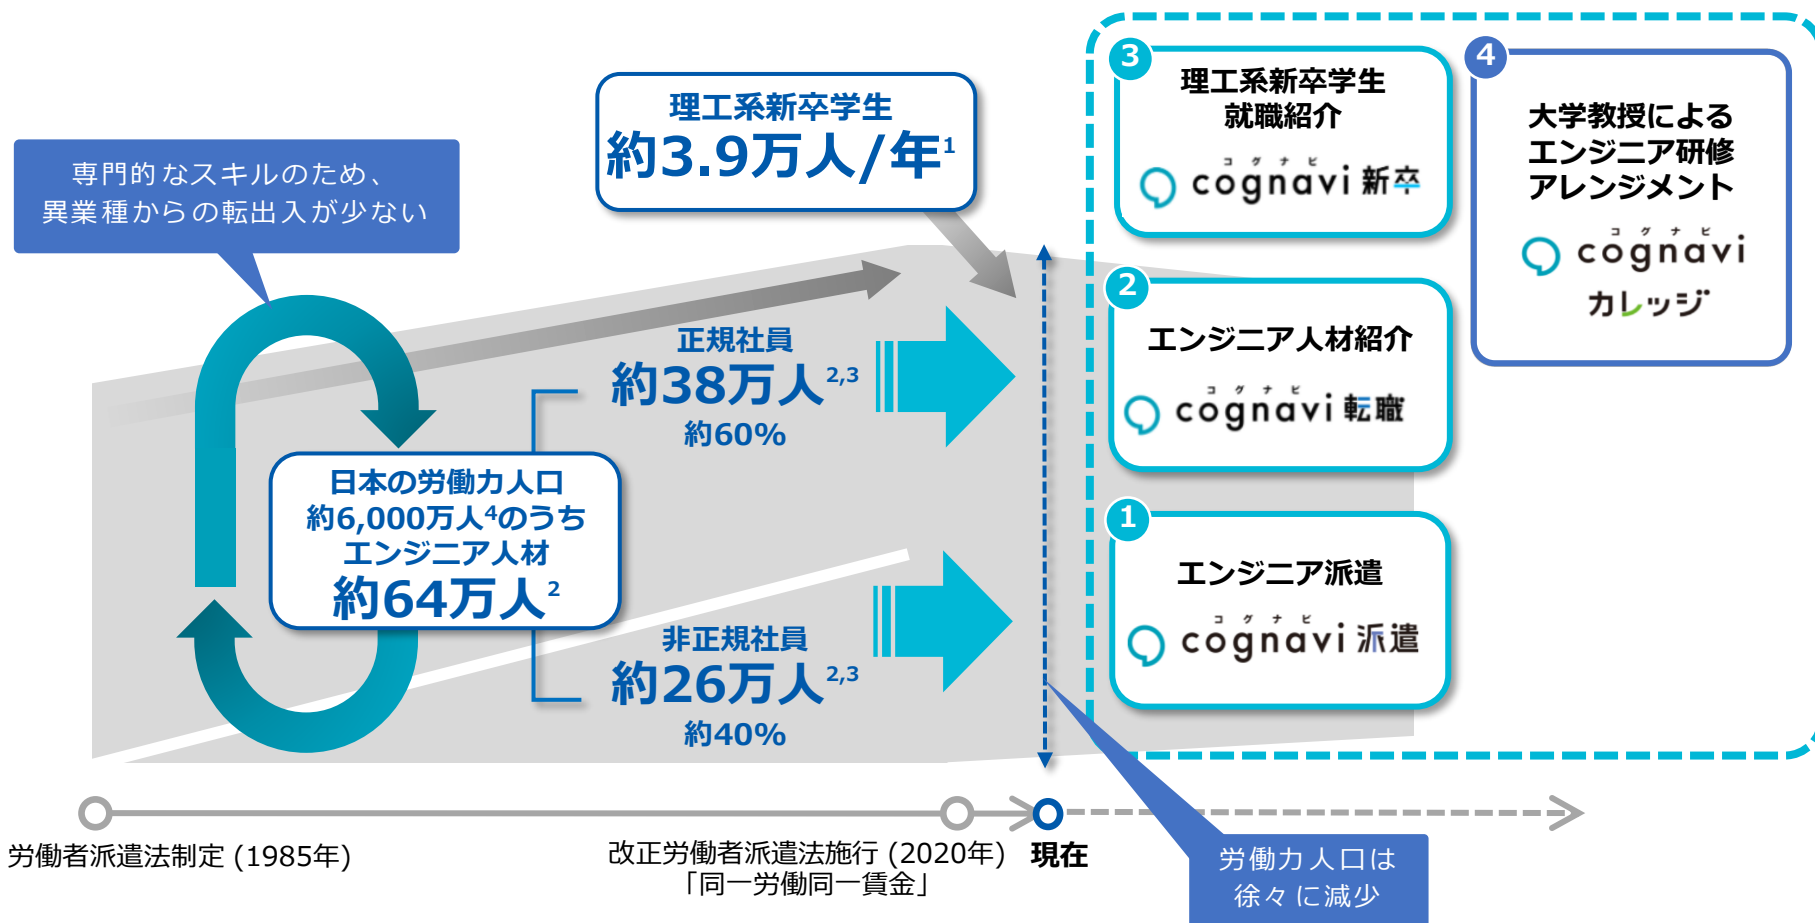 専門的なスキルのため、
異業種からの転出入が少ない
理工系新卒学生
約3.9万人/年1
正規社員
約38万人2,3
約60%
日本の労働力人口
約6,000万人4のうち
エンジニア人材
約64万人2
非正規社員
約26万人2,3
約40%
3
理工系新卒学生
就職紹介
コグナビ
cognavi 新卒
4
大学教授による
エンジニア研修
アレンジメント
コグナビ
cognavi
カレッジ
2
エンジニア人材紹介
コグナビ
cognavi 転職
1
エンジニア派遣
コグナビ
cognavi 派遣
労働者派遣法制定 (1985年)
改正労働者派遣法施行 (2020年)
「同一労働同一賃金」
現在
労働力人口は
徐々に減少